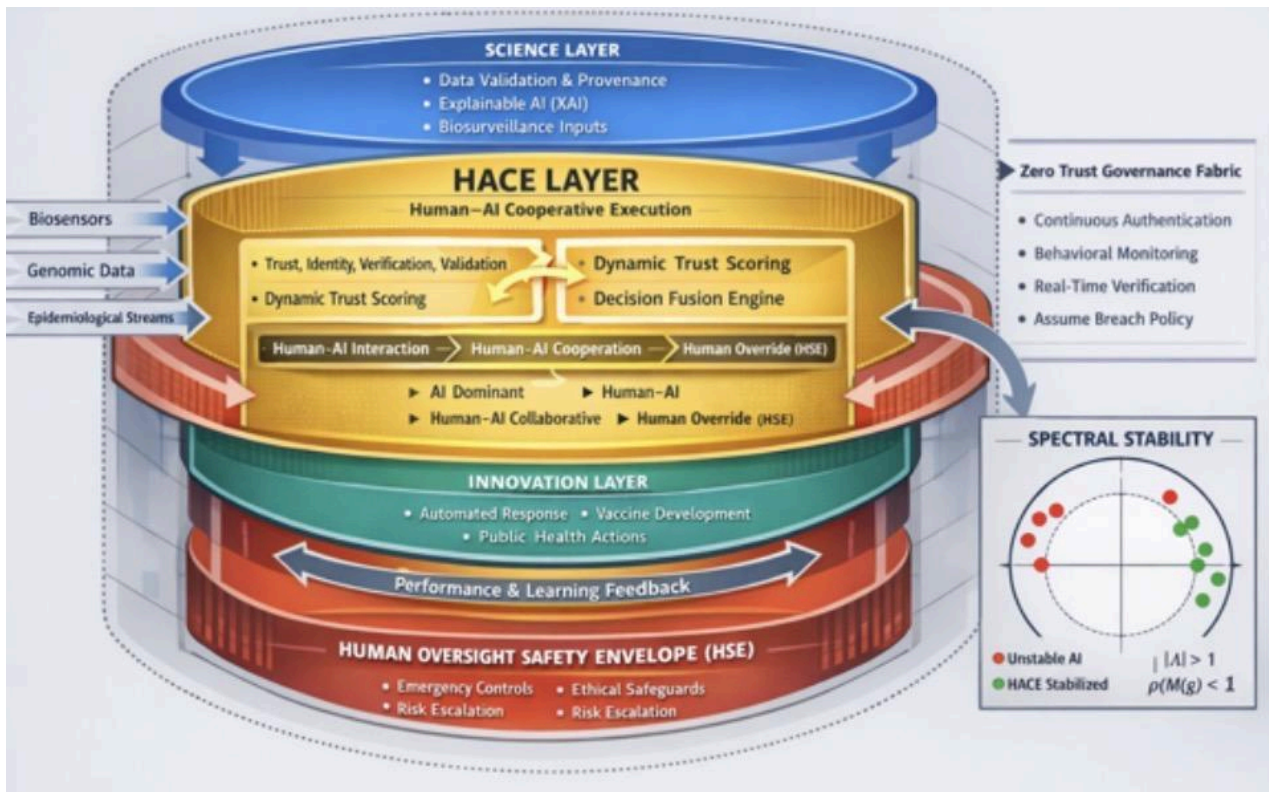 SCIENCE LAYER
• Data Validation & Provenance
• Explainable AI (XAI)
• Biosurveillance Inputs
HACE LAYER
Human–AI Cooperative Execution
Biosensors
Genomic Data
Epidemiological Streams
• Trust, Identity, Verification, Validation
• Dynamic Trust Scoring
• Dynamic Trust Scoring
• Decision Fusion Engine
Human-AI Interaction
Human-AI Cooperation
Human Override (HSE)
► AI Dominant
► Human–AI
► Human-AI Collaborative
► Human Override (HSE)
INNOVATION LAYER
• Automated Response • Vaccine Development
• Public Health Actions
Performance & Learning Feedback
HUMAN OVERSIGHT SAFETY ENVELOPE (HSE)
• Emergency Controls • Ethical Safeguards
• Risk Escalation • Risk Escalation
Zero Trust Governance Fabric
• Continuous Authentication
• Behavioral Monitoring
• Real-Time Verification
• Assume Breach Policy
SPECTRAL STABILITY
Unstable AI | |Λ| > 1
HACE Stabilized ρ(M(g) < 1